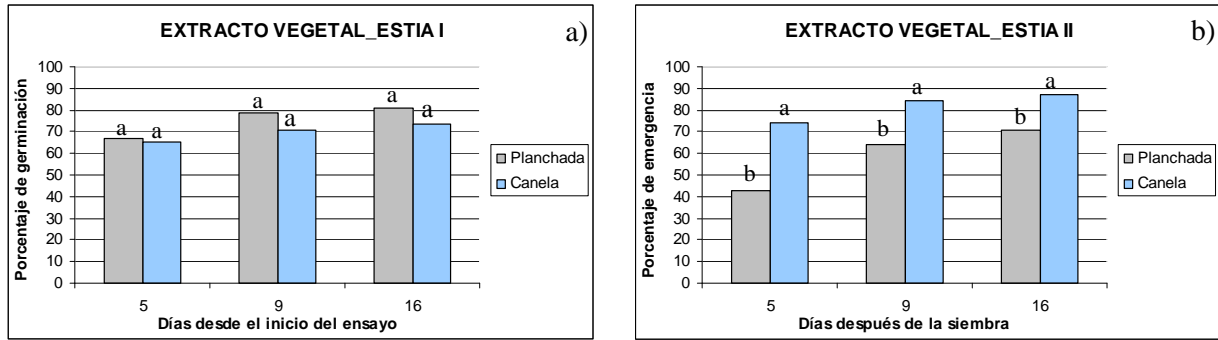 EXTRACTO VEGETAL_ESTIA I
a)
Porcentaje de germinación
100
90
80
70
60
50
40
30
20
10
0
a a
a a
a a
5 9 16
Días desde el inicio del ensayo
Planchada
Canela
EXTRACTO VEGETAL_ESTIA II
b)
Porcentaje de emergencia
100
90
80
70
60
50
40
30
20
10
0
b a
b a
b a
5 9 16
Días después de la siembra
Planchada
Canela